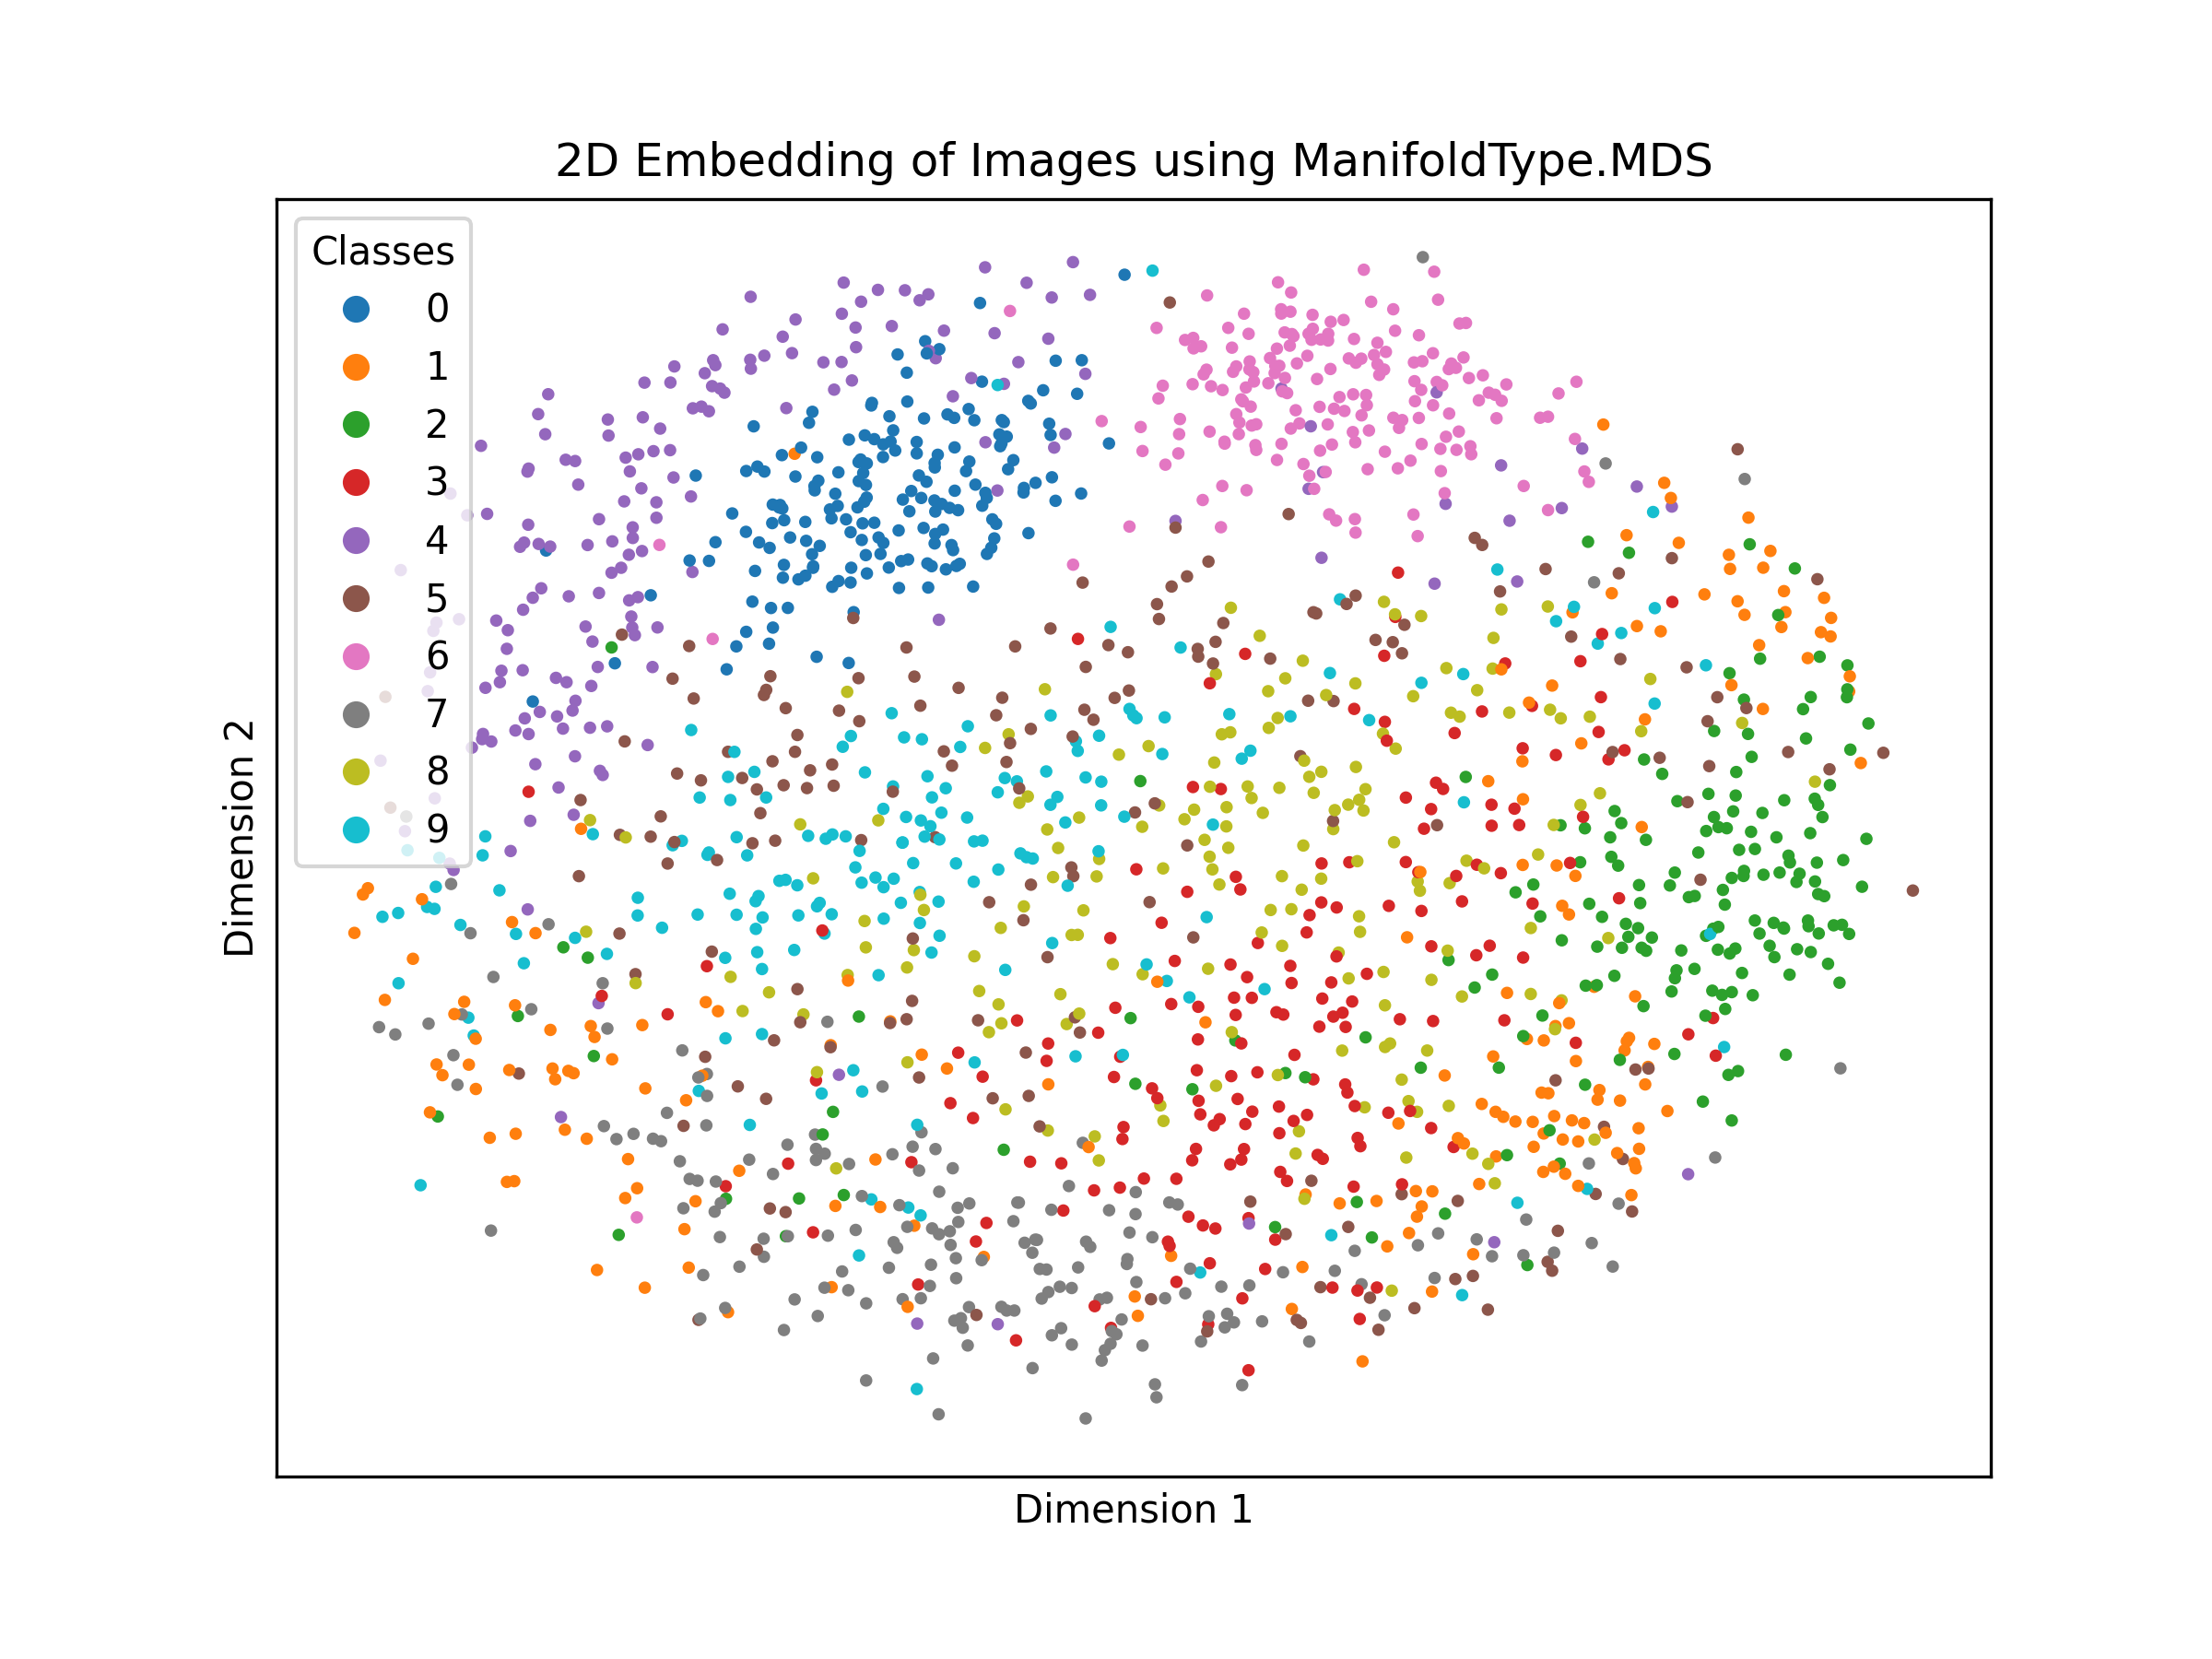 2D Embedding of Images using ManifoldType.MDS
Classes
0
1
2
3
4
5
6
7
8
9
Dimension 2
Dimension 1